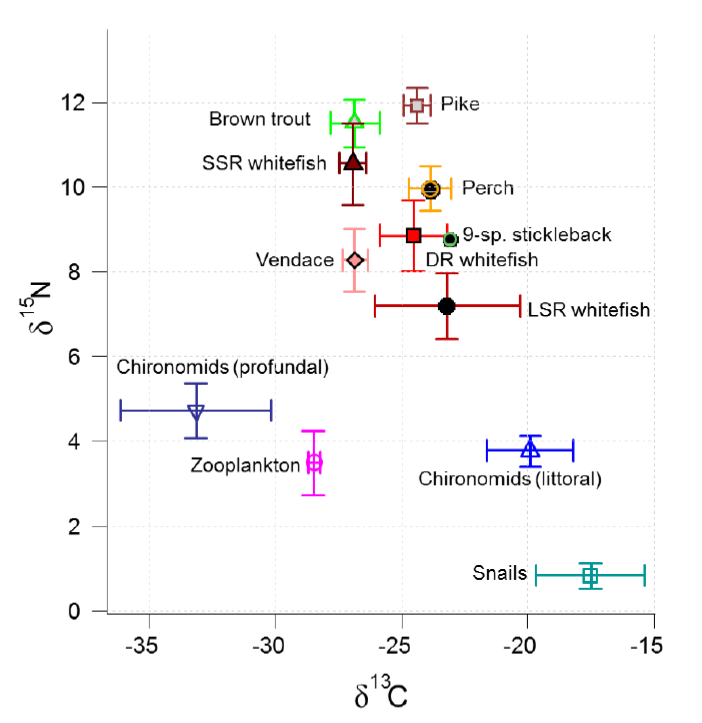 12
Brown trout
Pike
SSR whitefish
10
Perch
9-sp. stickleback
Vendace
DR whitefish
8
δ¹⁵N
LSR whitefish
6
Chironomids (profundal)
4
Zooplankton
Chironomids (littoral)
2
Snails
0
-35 -30 -25 -20 -15
δ¹³C